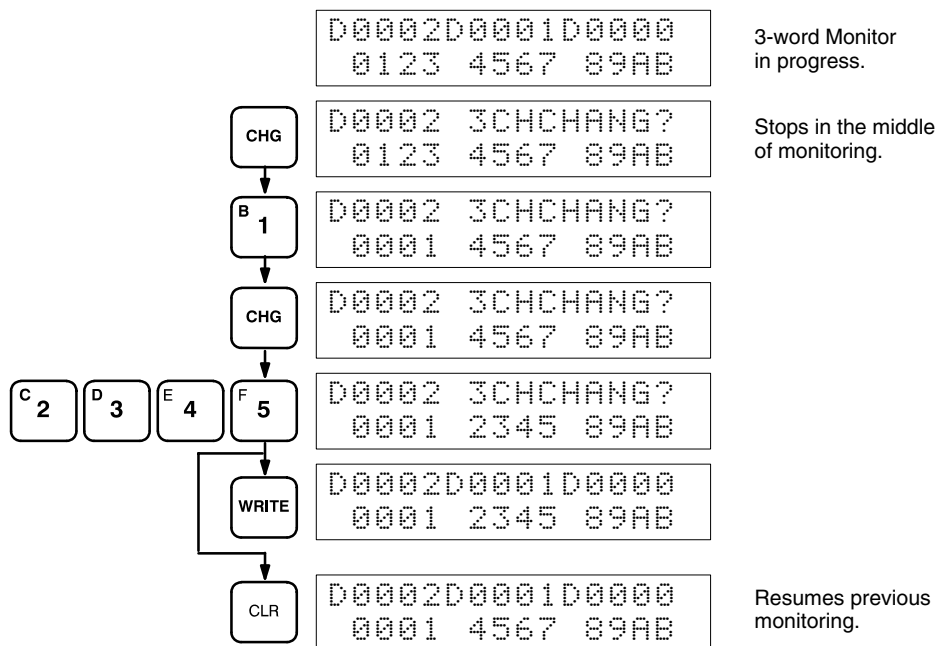 D0002D0001D0000
0123 4567 89AB
3-word Monitor
in progress.
CHG
D0002 3CHCHANG?
0123 4567 89AB
Stops in the middle
of monitoring.
B 1
D0002 3CHCHANG?
0001 4567 89AB
CHG
D0002 3CHCHANG?
0001 4567 89AB
C 2 D 3 E 4 F 5
D0002 3CHCHANG?
0001 2345 89AB
WRITE
D0002D0001D0000
0001 2345 89AB
CLR
D0002D0001D0000
0001 4567 89AB
Resumes previous
monitoring.